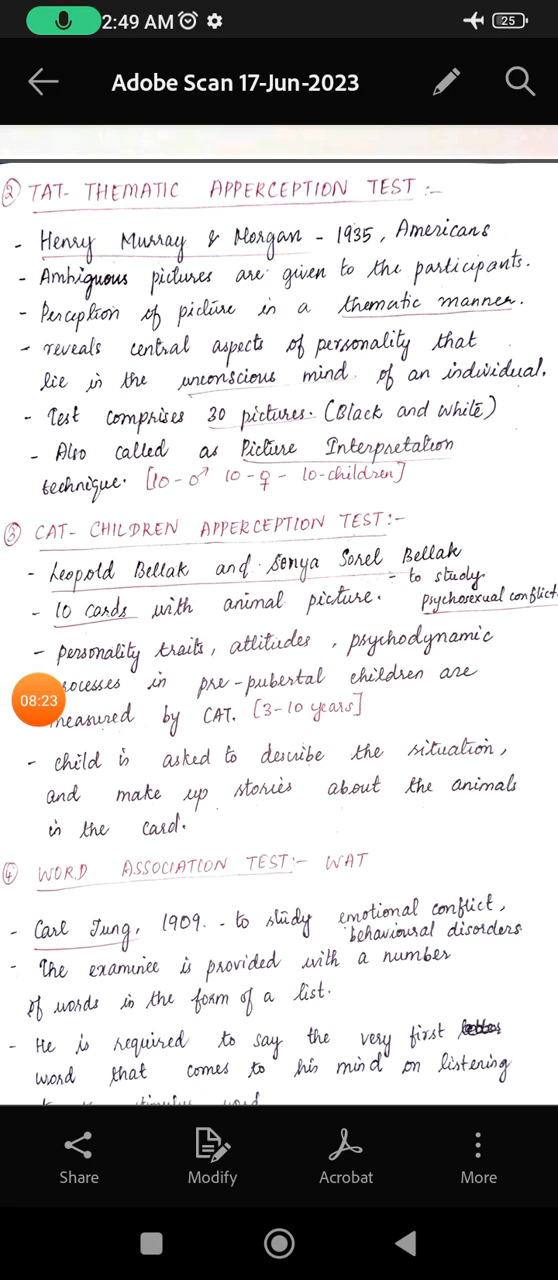 2:49 AM
25
Adobe Scan 17-Jun-2023
② TAT- THEMATIC APPERCEPTION TEST :-
- Henry Murray & Morgan - 1935, Americans
- Ambiguous pictures are given to the participants.
- Perception of picture in a thematic manner.
- reveals central aspects of personality that
lie in the unconscious mind of an individual.
- Test comprises 30 pictures. (Black and White)
- Also called as Picture Interpretation
technique. [10-♂ 10-♀ - 10-children]
③ CAT- CHILDREN APPERCEPTION TEST:-
- Leopold Bellak and Sonya Sorel Bellak
- to study
- 10 cards with animal picture. psychosexual conflict.
- personality traits, attitudes, psychodynamic
rocesses in pre-pubertal children are
08:23
measured by CAT. [3-10 years]
- child is asked to describe the situation,
and make up stories about the animals
in the card.
④ WORD ASSOCIATION TEST:- WAT
- Carl Jung, 1909. - to study emotional conflict,
behavioural disorders
- The examinee is provided with a number
of words in the form of a list.
- He is required to say the very first
word that comes to his mind on listening
Share Modify Acrobat More